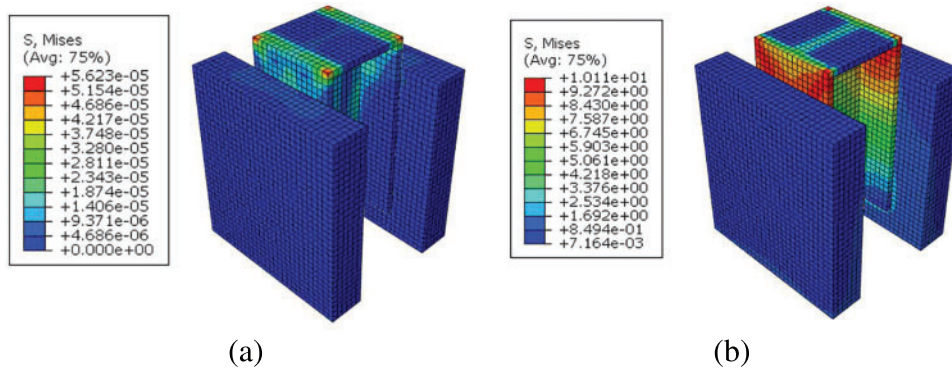 S, Mises
(Avg: 75%)
+5.623e-05
+5.154e-05
+4.686e-05
+4.217e-05
+3.748e-05
+3.280e-05
+2.811e-05
+2.343e-05
+1.874e-05
+1.406e-05
+9.371e-06
+4.686e-06
+0.000e+00
(a)
S, Mises
(Avg: 75%)
+1.011e+01
+9.272e+00
+8.430e+00
+7.587e+00
+6.745e+00
+5.903e+00
+5.061e+00
+4.218e+00
+3.376e+00
+2.534e+00
+1.692e+00
+8.494e-01
+7.164e-03
(b)